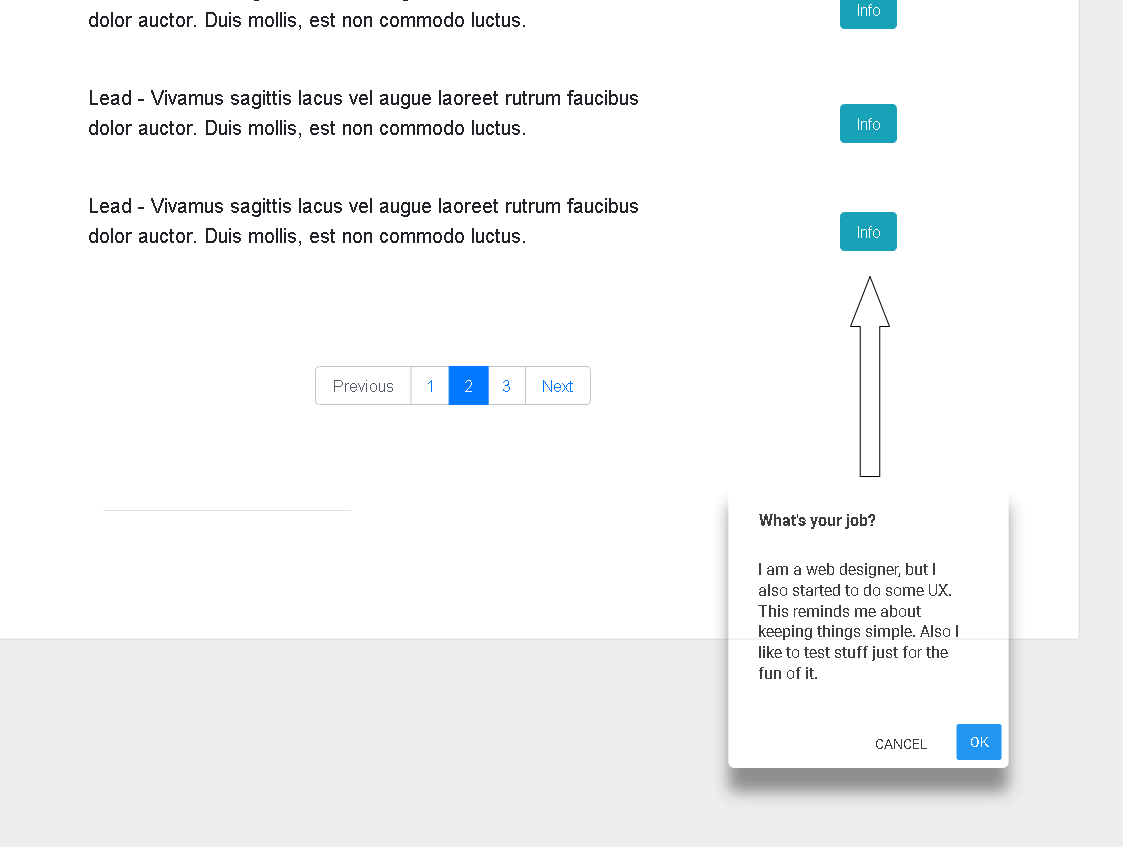 dolor auctor. Duis mollis, est non commodo luctus.
Info
Lead - Vivamus sagittis lacus vel augue laoreet rutrum faucibus
dolor auctor. Duis mollis, est non commodo luctus.
Info
Lead - Vivamus sagittis lacus vel augue laoreet rutrum faucibus
dolor auctor. Duis mollis, est non commodo luctus.
Info
Previous 1 2 3 Next
What's your job?
I am a web designer, but I
also started to do some UX.
This reminds me about
keeping things simple. Also I
like to test stuff just for the
fun of it.
CANCEL OK